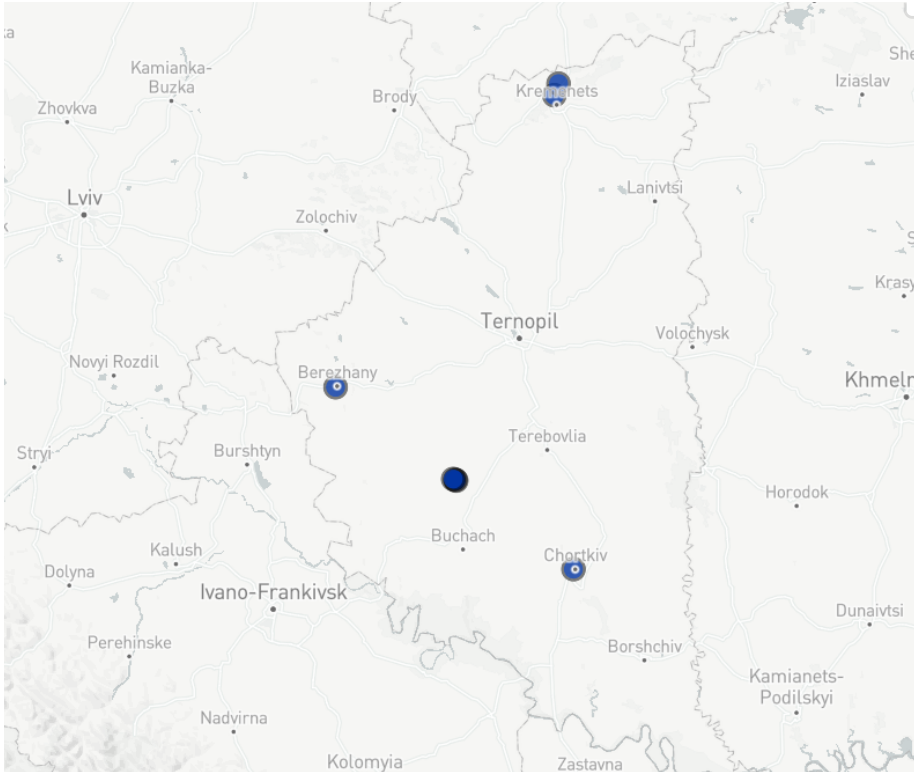 ka
Kamianka-
Buzka
She
Iziaslav
Kremenets
Brody
Zhovkva
Lanivtsi
Lviv
Zolochiv
Krasy
Ternopil
Volochysk
Novyi Rozdil
Berezhany
Khmeln
Terebovlia
Burshtyn
Stryi
Horodok
Buchach
Kalush
Chortkiv
Dolyna
Ivano-Frankivsk
Dunaivtsi
Perehinske
Borshchiv
Kamianets-
Podilskyi
Nadvirna
Kolomyia
Zastavna